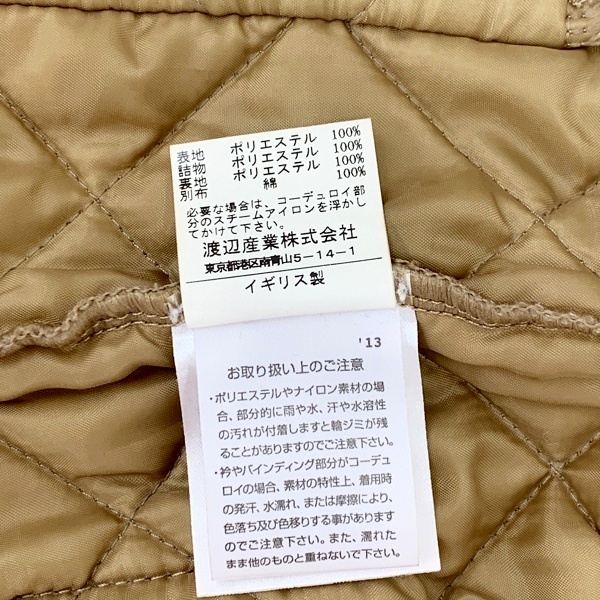 表地 ポリエステル 100%
詰物 ポリエステル 100%
裏地 ポリエステル 100%
別布 綿 100%
必要な場合は、コーデュロイ部
分のスチームアイロンを浮かし
てかけて下さい。
渡辺産業株式会社
東京都港区南青山5-14-1
イギリス製
'13
お取り扱い上のご注意
・ポリエステルやナイロン素材の場
合、部分的に雨や水、汗や水溶性
の汚れが付着しますと輪ジミが残
ることがありますのでご注意下さい。
・衿やバインディング部分がコーデュ
ロイの場合、素材の特性上、着用時
の発汗、水濡れ、または摩擦により、
色落ち及び色移りする事があります
のでご注意下さい。また、濡れた
まま他のものと重ねないで下さい。